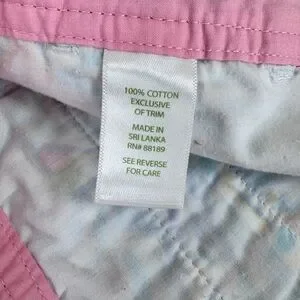 100% COTTON
EXCLUSIVE
OF TRIM
MADE IN
SRI LANKA
RN# 88189
SEE REVERSE
FOR CARE